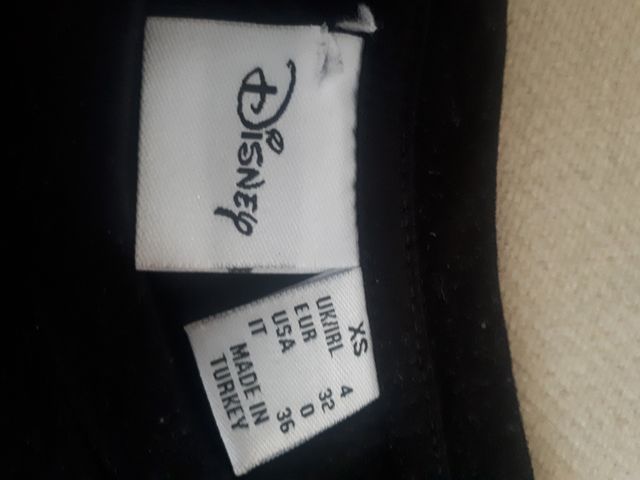 Disney
XS
UK/IRL 4
EUR 32
USA 0
IT 36
MADE IN
TURKEY